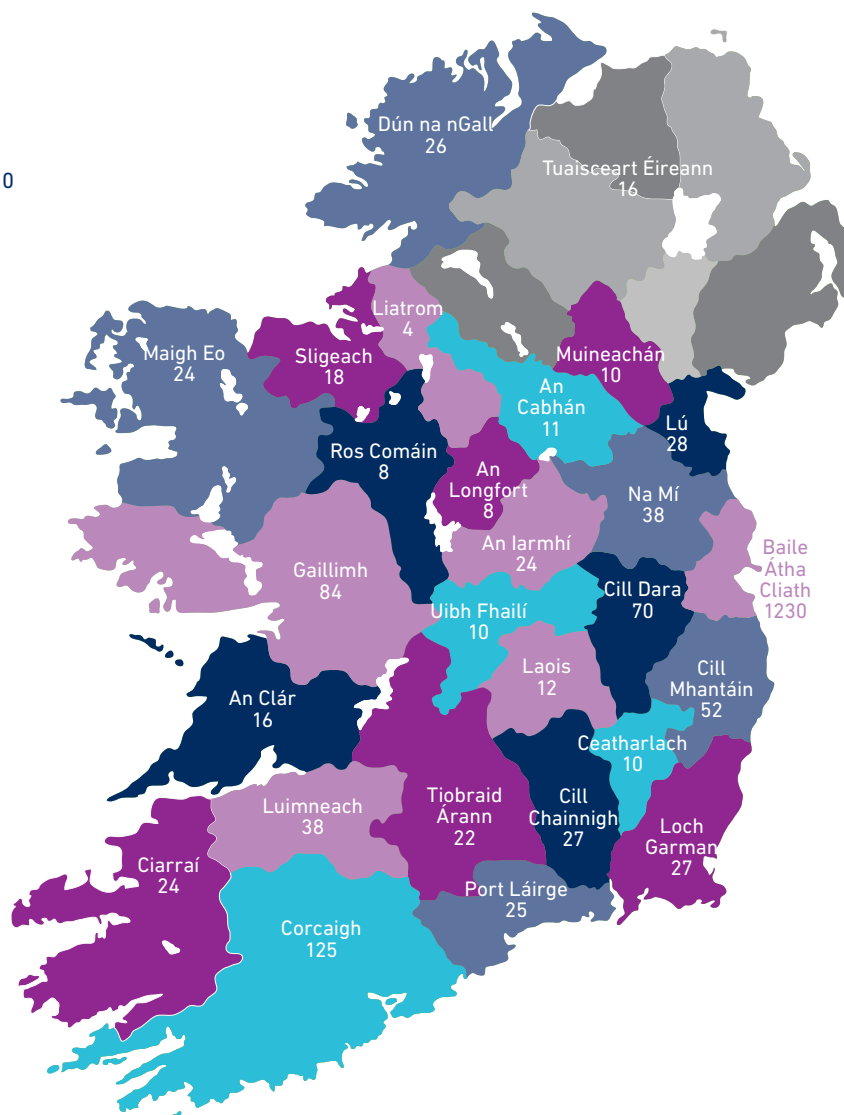 Dún na nGall
26
0
Tuaisceart Éireann
16
Liatrom
4
Maigh Eo
24
Sligeach
18
Muineachán
10
An
Cabhán
11
Lú
28
Ros Comáin
8
An
Longfort
8
Na Mí
38
An Iarmhí
24
Baile
Átha
Cliath
1230
Gaillimh
84
Cill Dara
70
Uibh Fhailí
10
Laois
12
Cill
Mhantáin
52
An Clár
16
Ceatharlach
10
Luimneach
38
Tiobraid
Árann
22
Cill
Chainnigh
27
Loch
Garman
27
Ciarraí
24
Port Láirge
25
Corcaigh
125